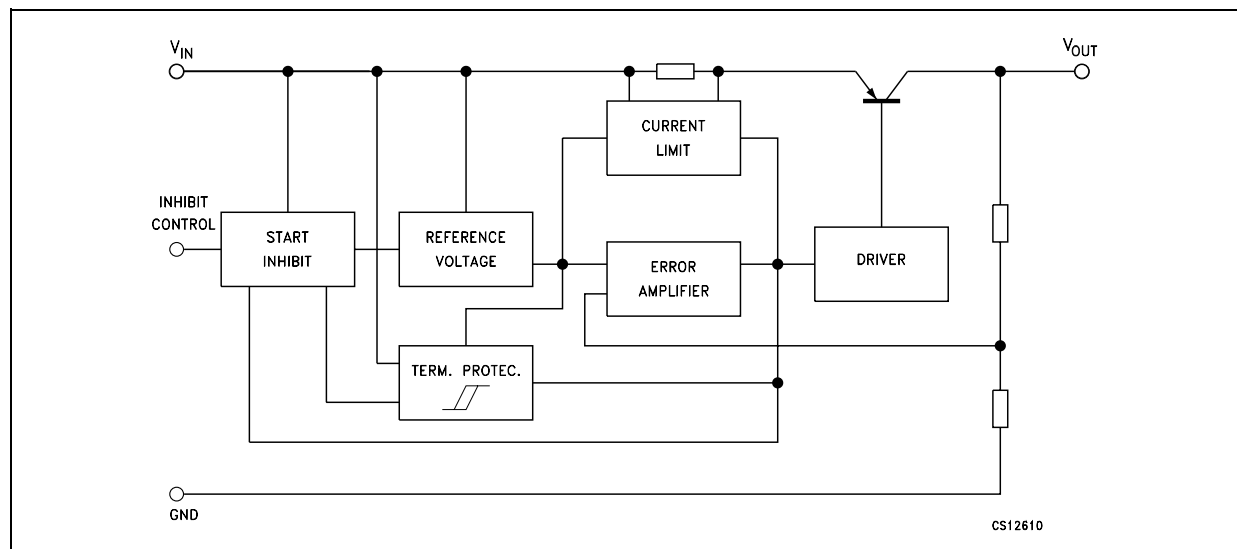 VIN
VOUT
CURRENT
LIMIT
INHIBIT
CONTROL
START
INHIBIT
REFERENCE
VOLTAGE
ERROR
AMPLIFIER
DRIVER
TERM. PROTEC.
GND
CS12610